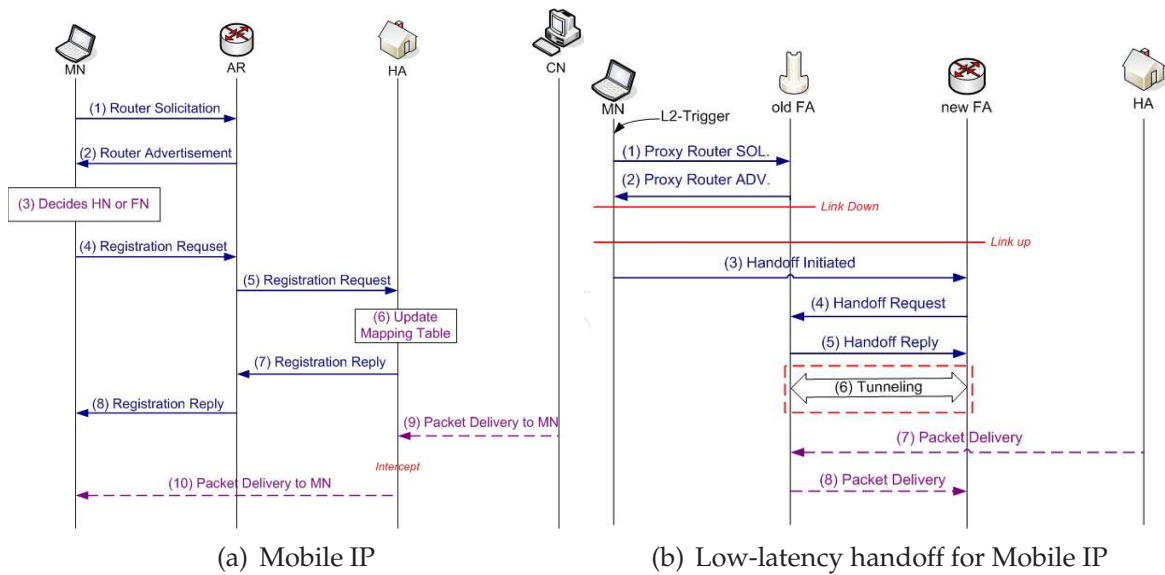 MN
AR
HA
CN
(1) Router Solicitation
(2) Router Advertisement
(3) Decides HN or FN
(4) Registration Requset
(5) Registration Request
(6) Update
Mapping Table
(7) Registration Reply
(8) Registration Reply
(9) Packet Delivery to MN
Intercept
(10) Packet Delivery to MN
(a) Mobile IP
MN
old FA
new FA
HA
L2-Trigger
(1) Proxy Router SOL.
(2) Proxy Router ADV.
Link Down
Link up
(3) Handoff Initiated
(4) Handoff Request
(5) Handoff Reply
(6) Tunneling
(7) Packet Delivery
(8) Packet Delivery
(b) Low-latency handoff for Mobile IP